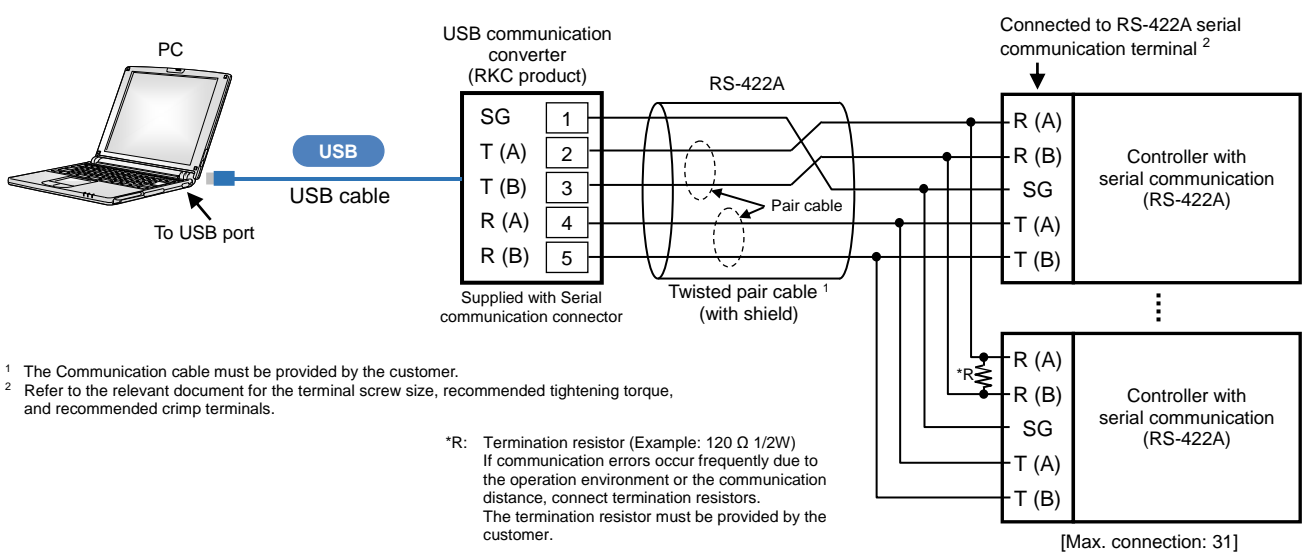 PC
USB communication
converter
(RKC product)
Connected to RS-422A serial
communication terminal 2
RS-422A
USB
USB cable
To USB port
SG 1
T (A) 2
T (B) 3
R (A) 4
R (B) 5
Supplied with Serial
communication connector
Pair cable
Twisted pair cable 1
(with shield)
R (A)
R (B)
SG
T (A)
T (B)
Controller with
serial communication
(RS-422A)
*R
R (A)
R (B)
SG
T (A)
T (B)
Controller with
serial communication
(RS-422A)
[Max. connection: 31]
1 The Communication cable must be provided by the customer.
2 Refer to the relevant document for the terminal screw size, recommended tightening torque,
and recommended crimp terminals.
*R: Termination resistor (Example: 120 Ω 1/2W)
If communication errors occur frequently due to
the operation environment or the communication
distance, connect termination resistors.
The termination resistor must be provided by the
customer.